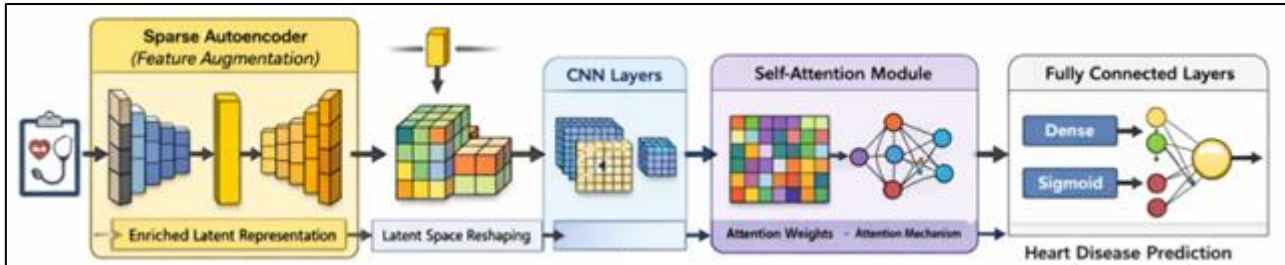 Sparse Autoencoder
(Feature Augmentation)
Enriched Latent Representation
Latent Space Reshaping
CNN Layers
Self-Attention Module
Attention Weights - Attention Mechanism
Fully Connected Layers
Dense
Sigmoid
Heart Disease Prediction